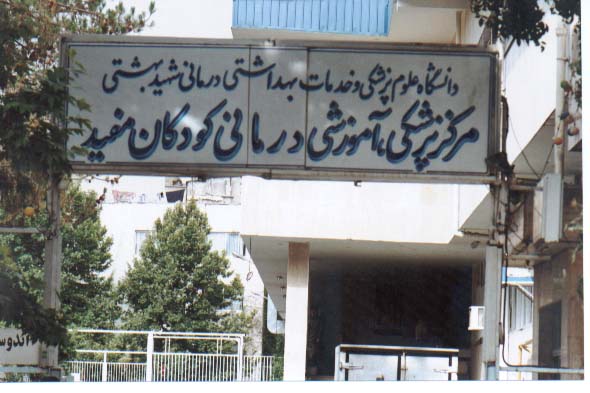 دانشگاه علوم پزشکی و خدمات بهداشتی درمانی شهید بهشتی
مرکز پزشکی، آموزشی درمانی کودکان مفید